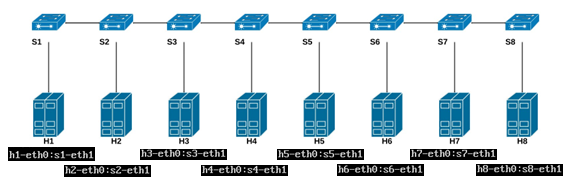 S1 S2 S3 S4 S5 S6 S7 S8
H1 H2 H3 H4 H5 H6 H7 H8
h1-eth0:s1-eth1
h2-eth0:s2-eth1
h3-eth0:s3-eth1
h4-eth0:s4-eth1
h5-eth0:s5-eth1
h6-eth0:s6-eth1
h7-eth0:s7-eth1
h8-eth0:s8-eth1